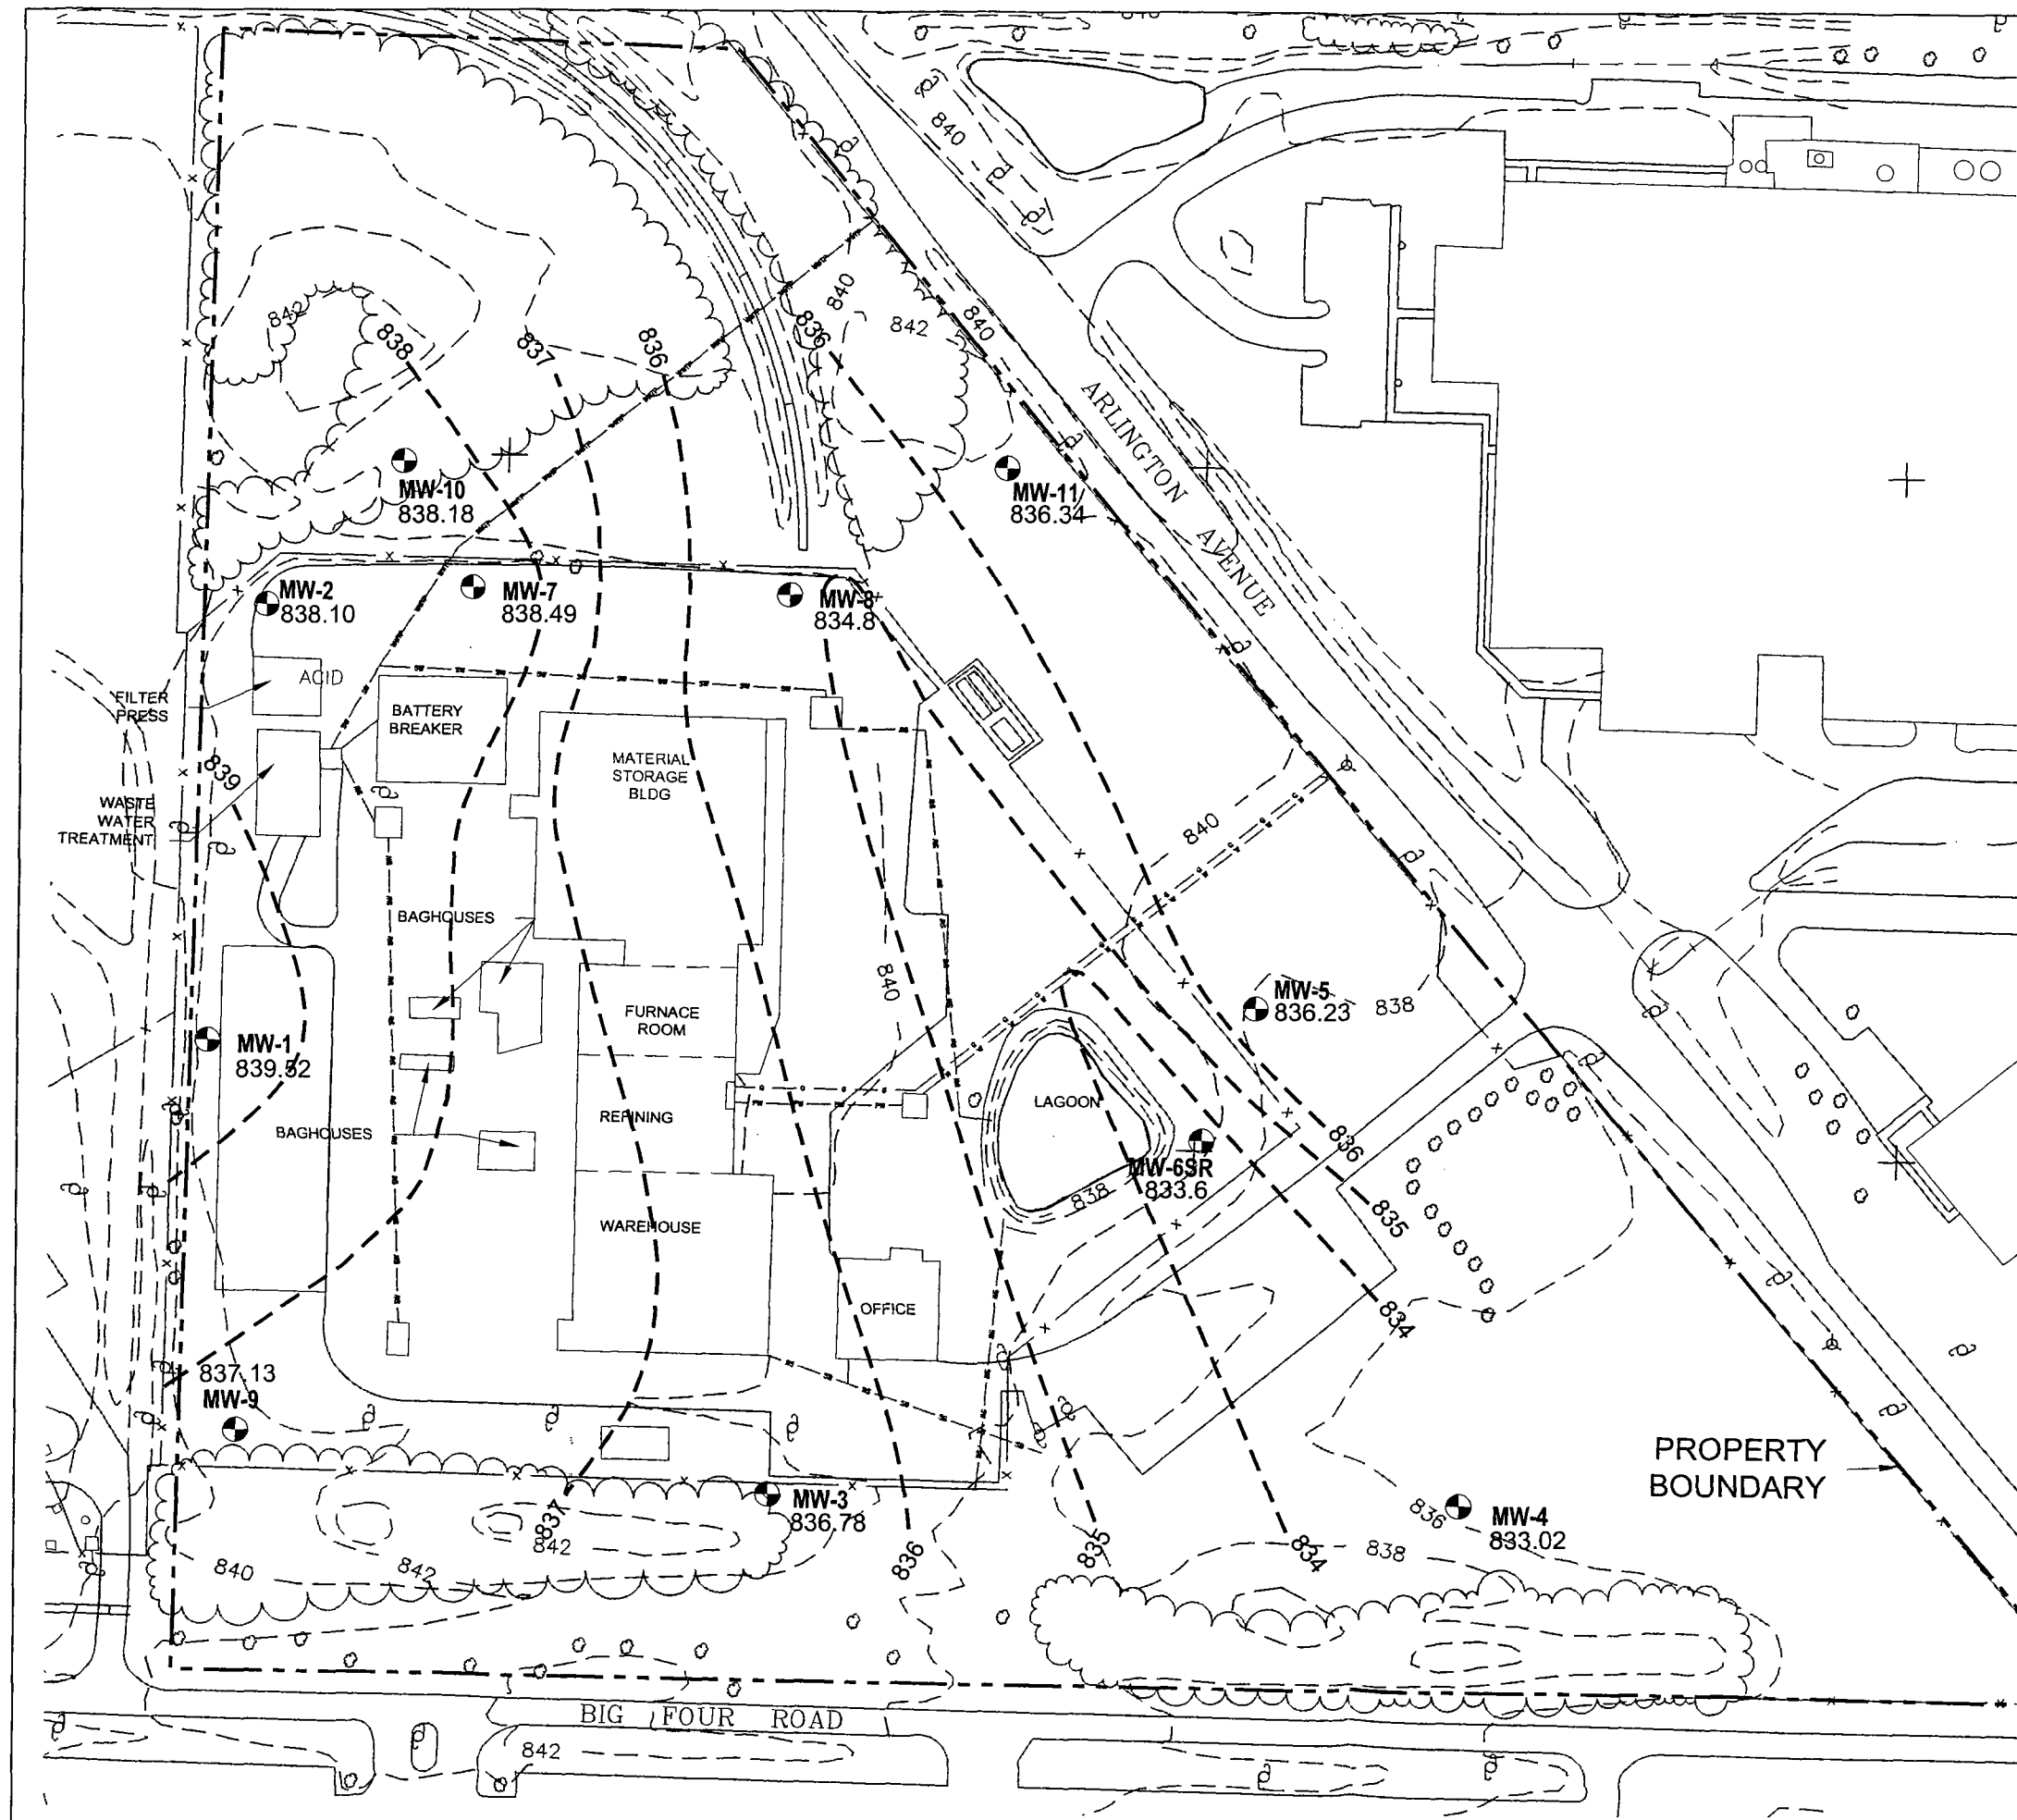 840
842
838
837
836
836
840
842
840
ARLINGTON AVENUE
MW-10
838.18
MW-11
836.34
MW-2
838.10
MW-7
838.49
MW-8
834.8
ACID
FILTER
PRESS
BATTERY
BREAKER
MATERIAL
STORAGE
BLDG
839
WASTE
WATER
TREATMENT
840
BAGHOUSES
840
MW-5
836.23
838
FURNACE
ROOM
MW-1
839.52
LAGOON
REFINING
BAGHOUSES
836
MW-6SR
833.6
838
835
WAREHOUSE
OFFICE
834
837.13
MW-9
PROPERTY
BOUNDARY
MW-3
836.78
836
MW-4
833.02
837
842
836
835
834
838
840
842
BIG FOUR ROAD
842